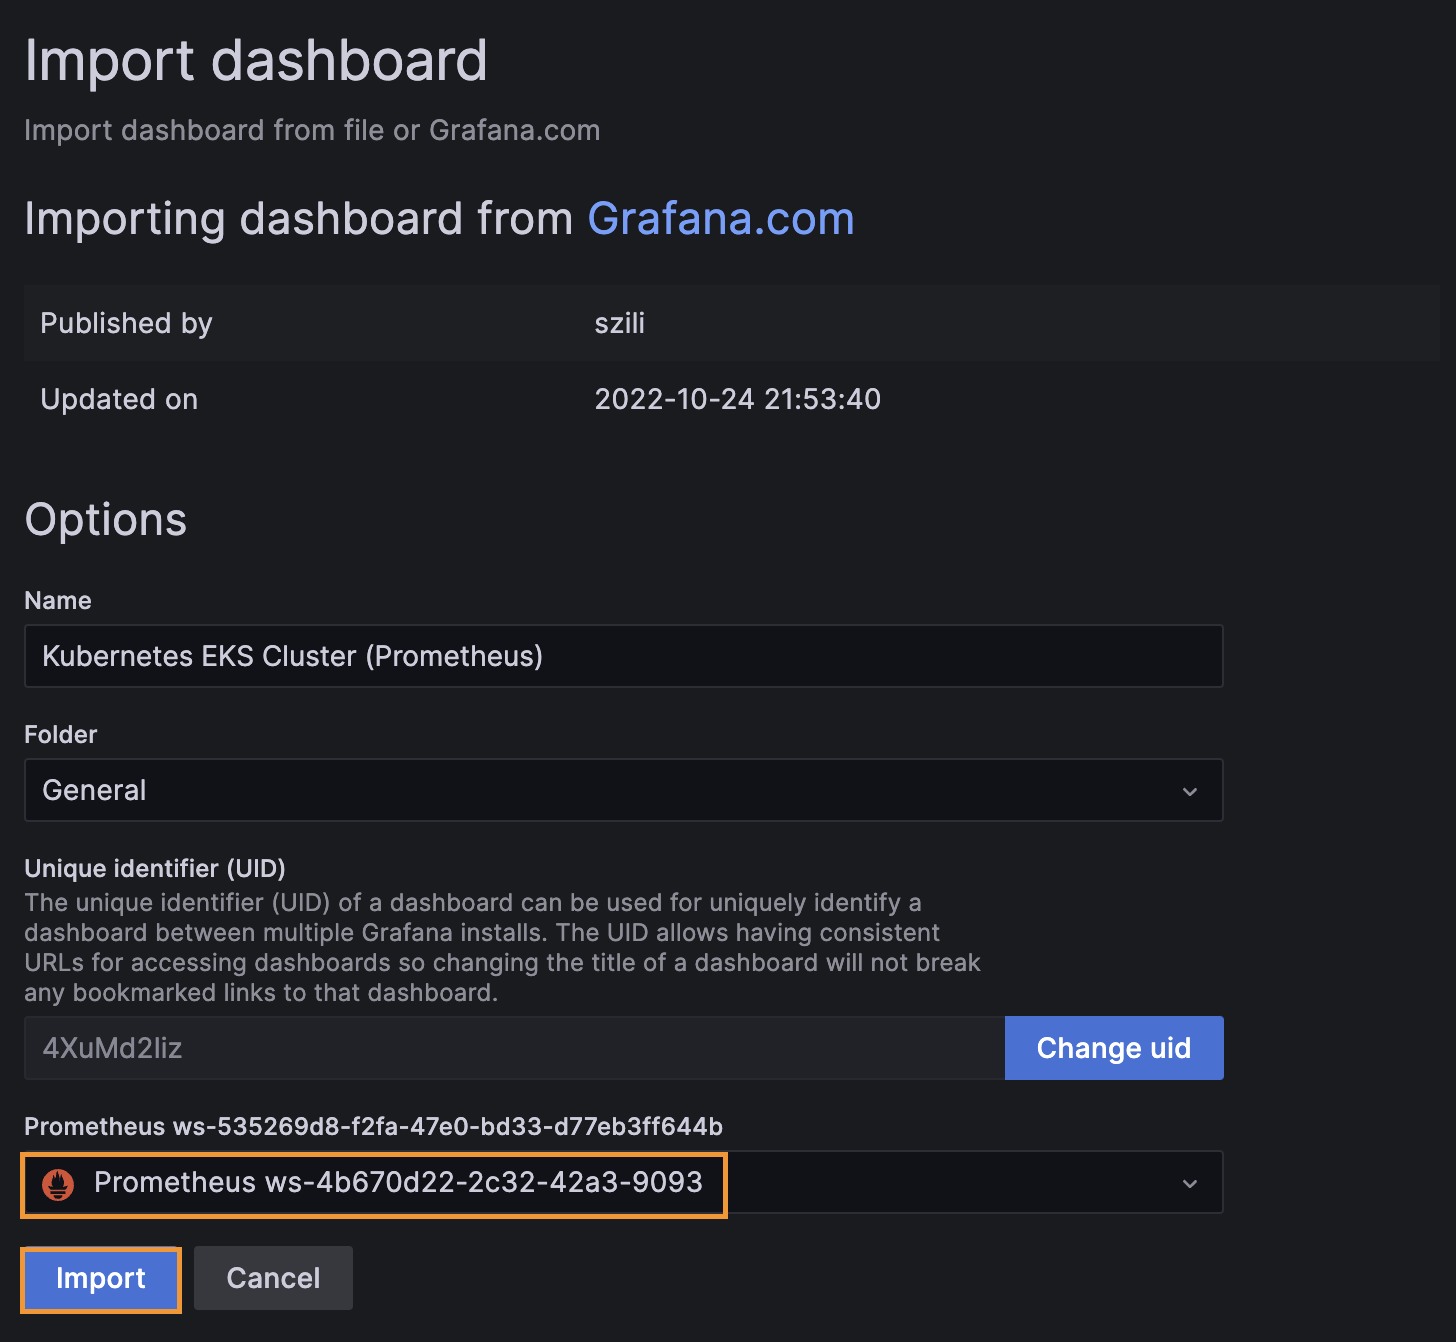 Import dashboard
Import dashboard from file or Grafana.com
Importing dashboard from Grafana.com
Published by szili
Updated on 2022-10-24 21:53:40
Options
Name
Kubernetes EKS Cluster (Prometheus)
Folder
General
Unique identifier (UID)
The unique identifier (UID) of a dashboard can be used for uniquely identify a
dashboard between multiple Grafana installs. The UID allows having consistent
URLs for accessing dashboards so changing the title of a dashboard will not break
any bookmarked links to that dashboard.
4XuMd2Iiz Change uid
Prometheus ws-535269d8-f2fa-47e0-bd33-d77eb3ff644b
Prometheus ws-4b670d22-2c32-42a3-9093
Import Cancel